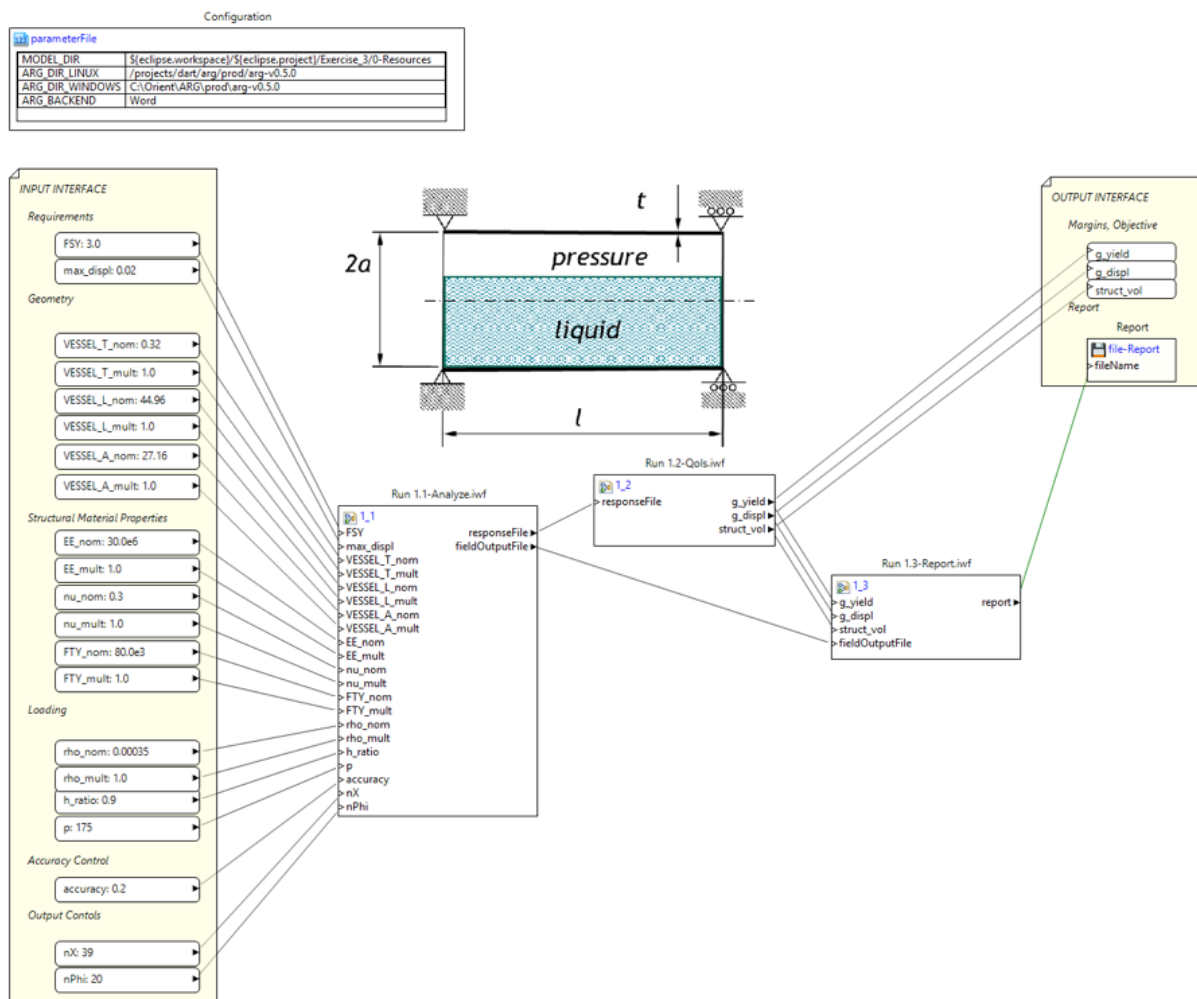 Configuration
parameterFile
MODEL_DIR ${eclipse.workspace}/${eclipse.project}/Exercise_3/0-Resources
ARG_DIR_LINUX /projects/dart/arg/prod/arg-v0.5.0
ARG_DIR_WINDOWS C:\Orient\ARG\prod\arg-v0.5.0
ARG_BACKEND Word
INPUT INTERFACE
Requirements
FSY: 3.0
max_displ: 0.02
Geometry
VESSEL_T_nom: 0.32
VESSEL_T_mult: 1.0
VESSEL_L_nom: 44.96
VESSEL_L_mult: 1.0
VESSEL_A_nom: 27.16
VESSEL_A_mult: 1.0
Structural Material Properties
EE_nom: 30.0e6
EE_mult: 1.0
nu_nom: 0.3
nu_mult: 1.0
FTY_nom: 80.0e3
FTY_mult: 1.0
Loading
rho_nom: 0.00035
rho_mult: 1.0
h_ratio: 0.9
p: 175
Accuracy Control
accuracy: 0.2
Output Contols
nX: 39
nPhi: 20
t
2a
pressure
liquid
l
Run 1.1-Analyze.iwf
1_1
FSY responseFile
max_displ fieldOutputFile
VESSEL_T_nom
VESSEL_T_mult
VESSEL_L_nom
VESSEL_L_mult
VESSEL_A_nom
VESSEL_A_mult
EE_nom
EE_mult
nu_nom
nu_mult
FTY_nom
FTY_mult
rho_nom
rho_mult
h_ratio
p
accuracy
nX
nPhi
Run 1.2-QoIs.iwf
1_2
responseFile g_yield
g_displ
struct_vol
Run 1.3-Report.iwf
1_3
g_yield report
g_displ
struct_vol
fieldOutputFile
OUTPUT INTERFACE
Margins, Objective
g_yield
g_displ
struct_vol
Report
Report
file-Report
fileName